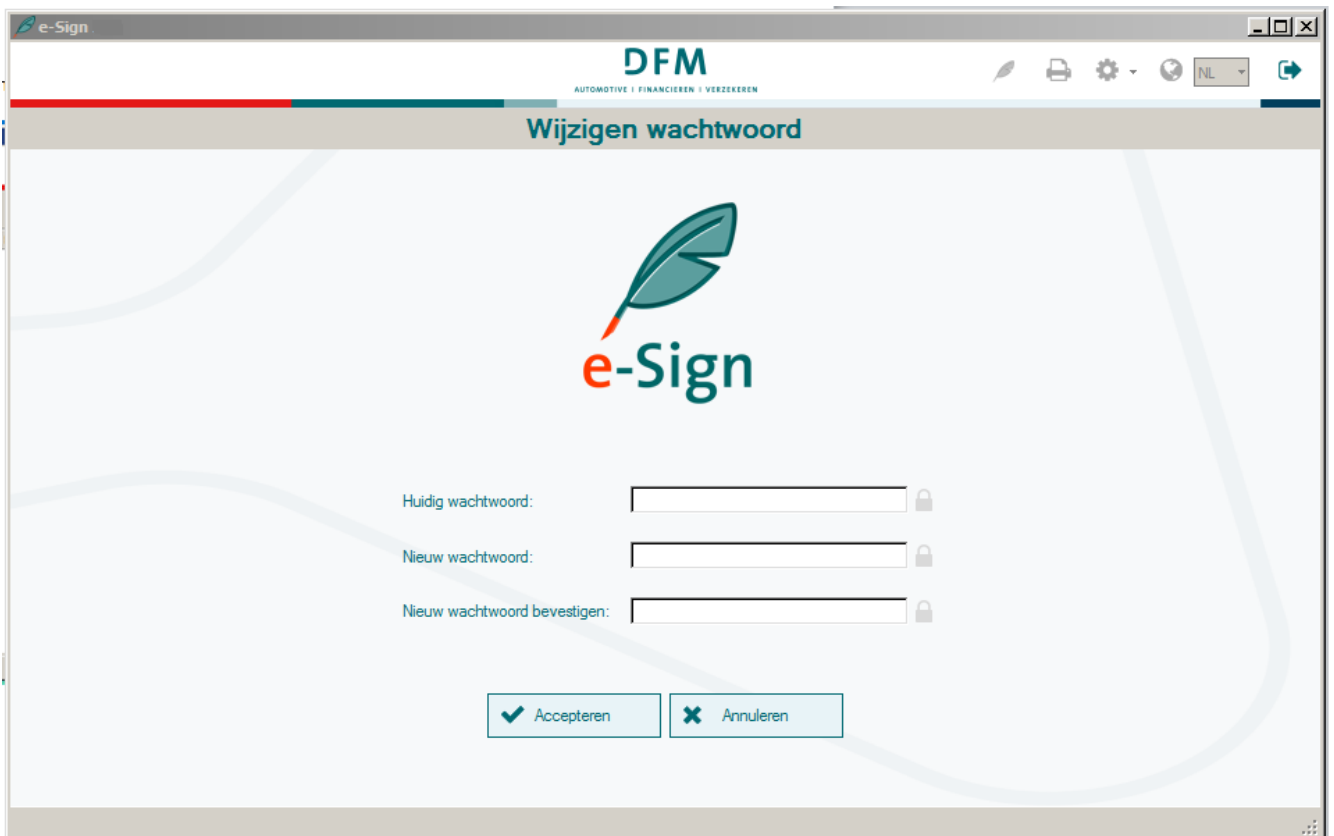 e-Sign
DFM
AUTOMOTIVE I FINANCIEREN I VERZEKEREN
NL
Wijzigen wachtwoord
e-Sign
Huidig wachtwoord:
Nieuw wachtwoord:
Nieuw wachtwoord bevestigen:
Accepteren
Annuleren